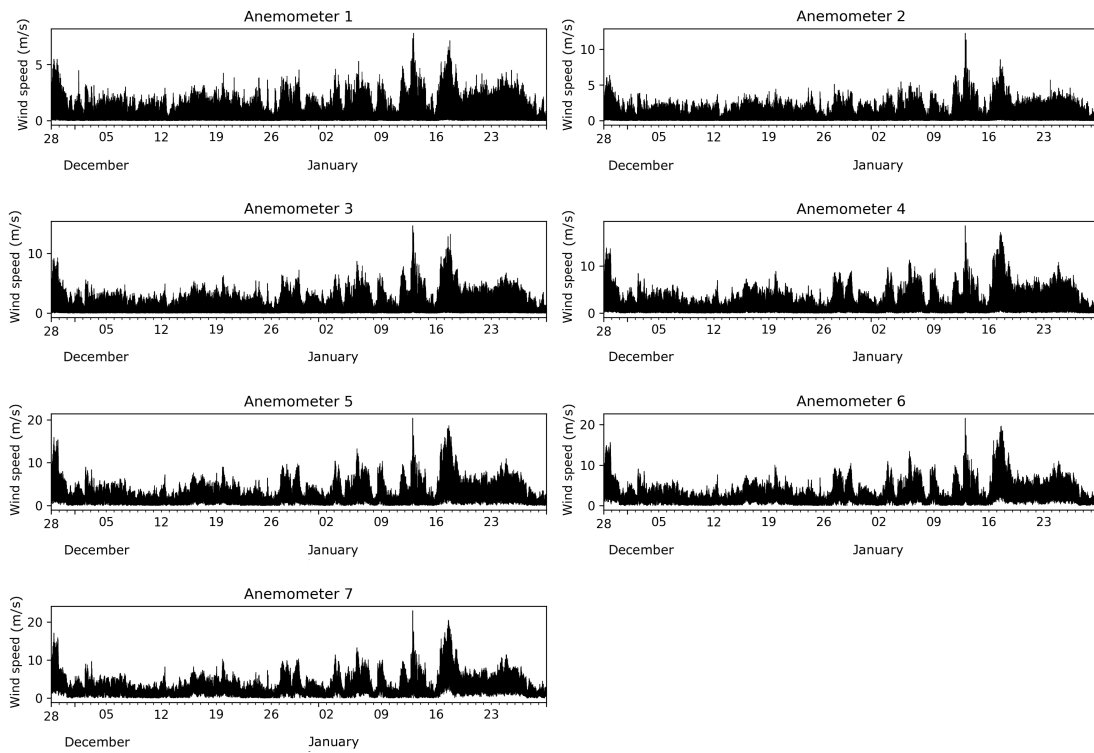 Anemometer 1
Wind speed (m/s)
5
0
28 05 12 19 26 02 09 16 23
December January
Anemometer 2
Wind speed (m/s)
10
5
0
28 05 12 19 26 02 09 16 23
December January
Anemometer 3
Wind speed (m/s)
10
0
28 05 12 19 26 02 09 16 23
December January
Anemometer 4
Wind speed (m/s)
10
0
28 05 12 19 26 02 09 16 23
December January
Anemometer 5
Wind speed (m/s)
20
10
0
28 05 12 19 26 02 09 16 23
December January
Anemometer 6
Wind speed (m/s)
20
10
0
28 05 12 19 26 02 09 16 23
December January
Anemometer 7
Wind speed (m/s)
20
10
0
28 05 12 19 26 02 09 16 23
December January